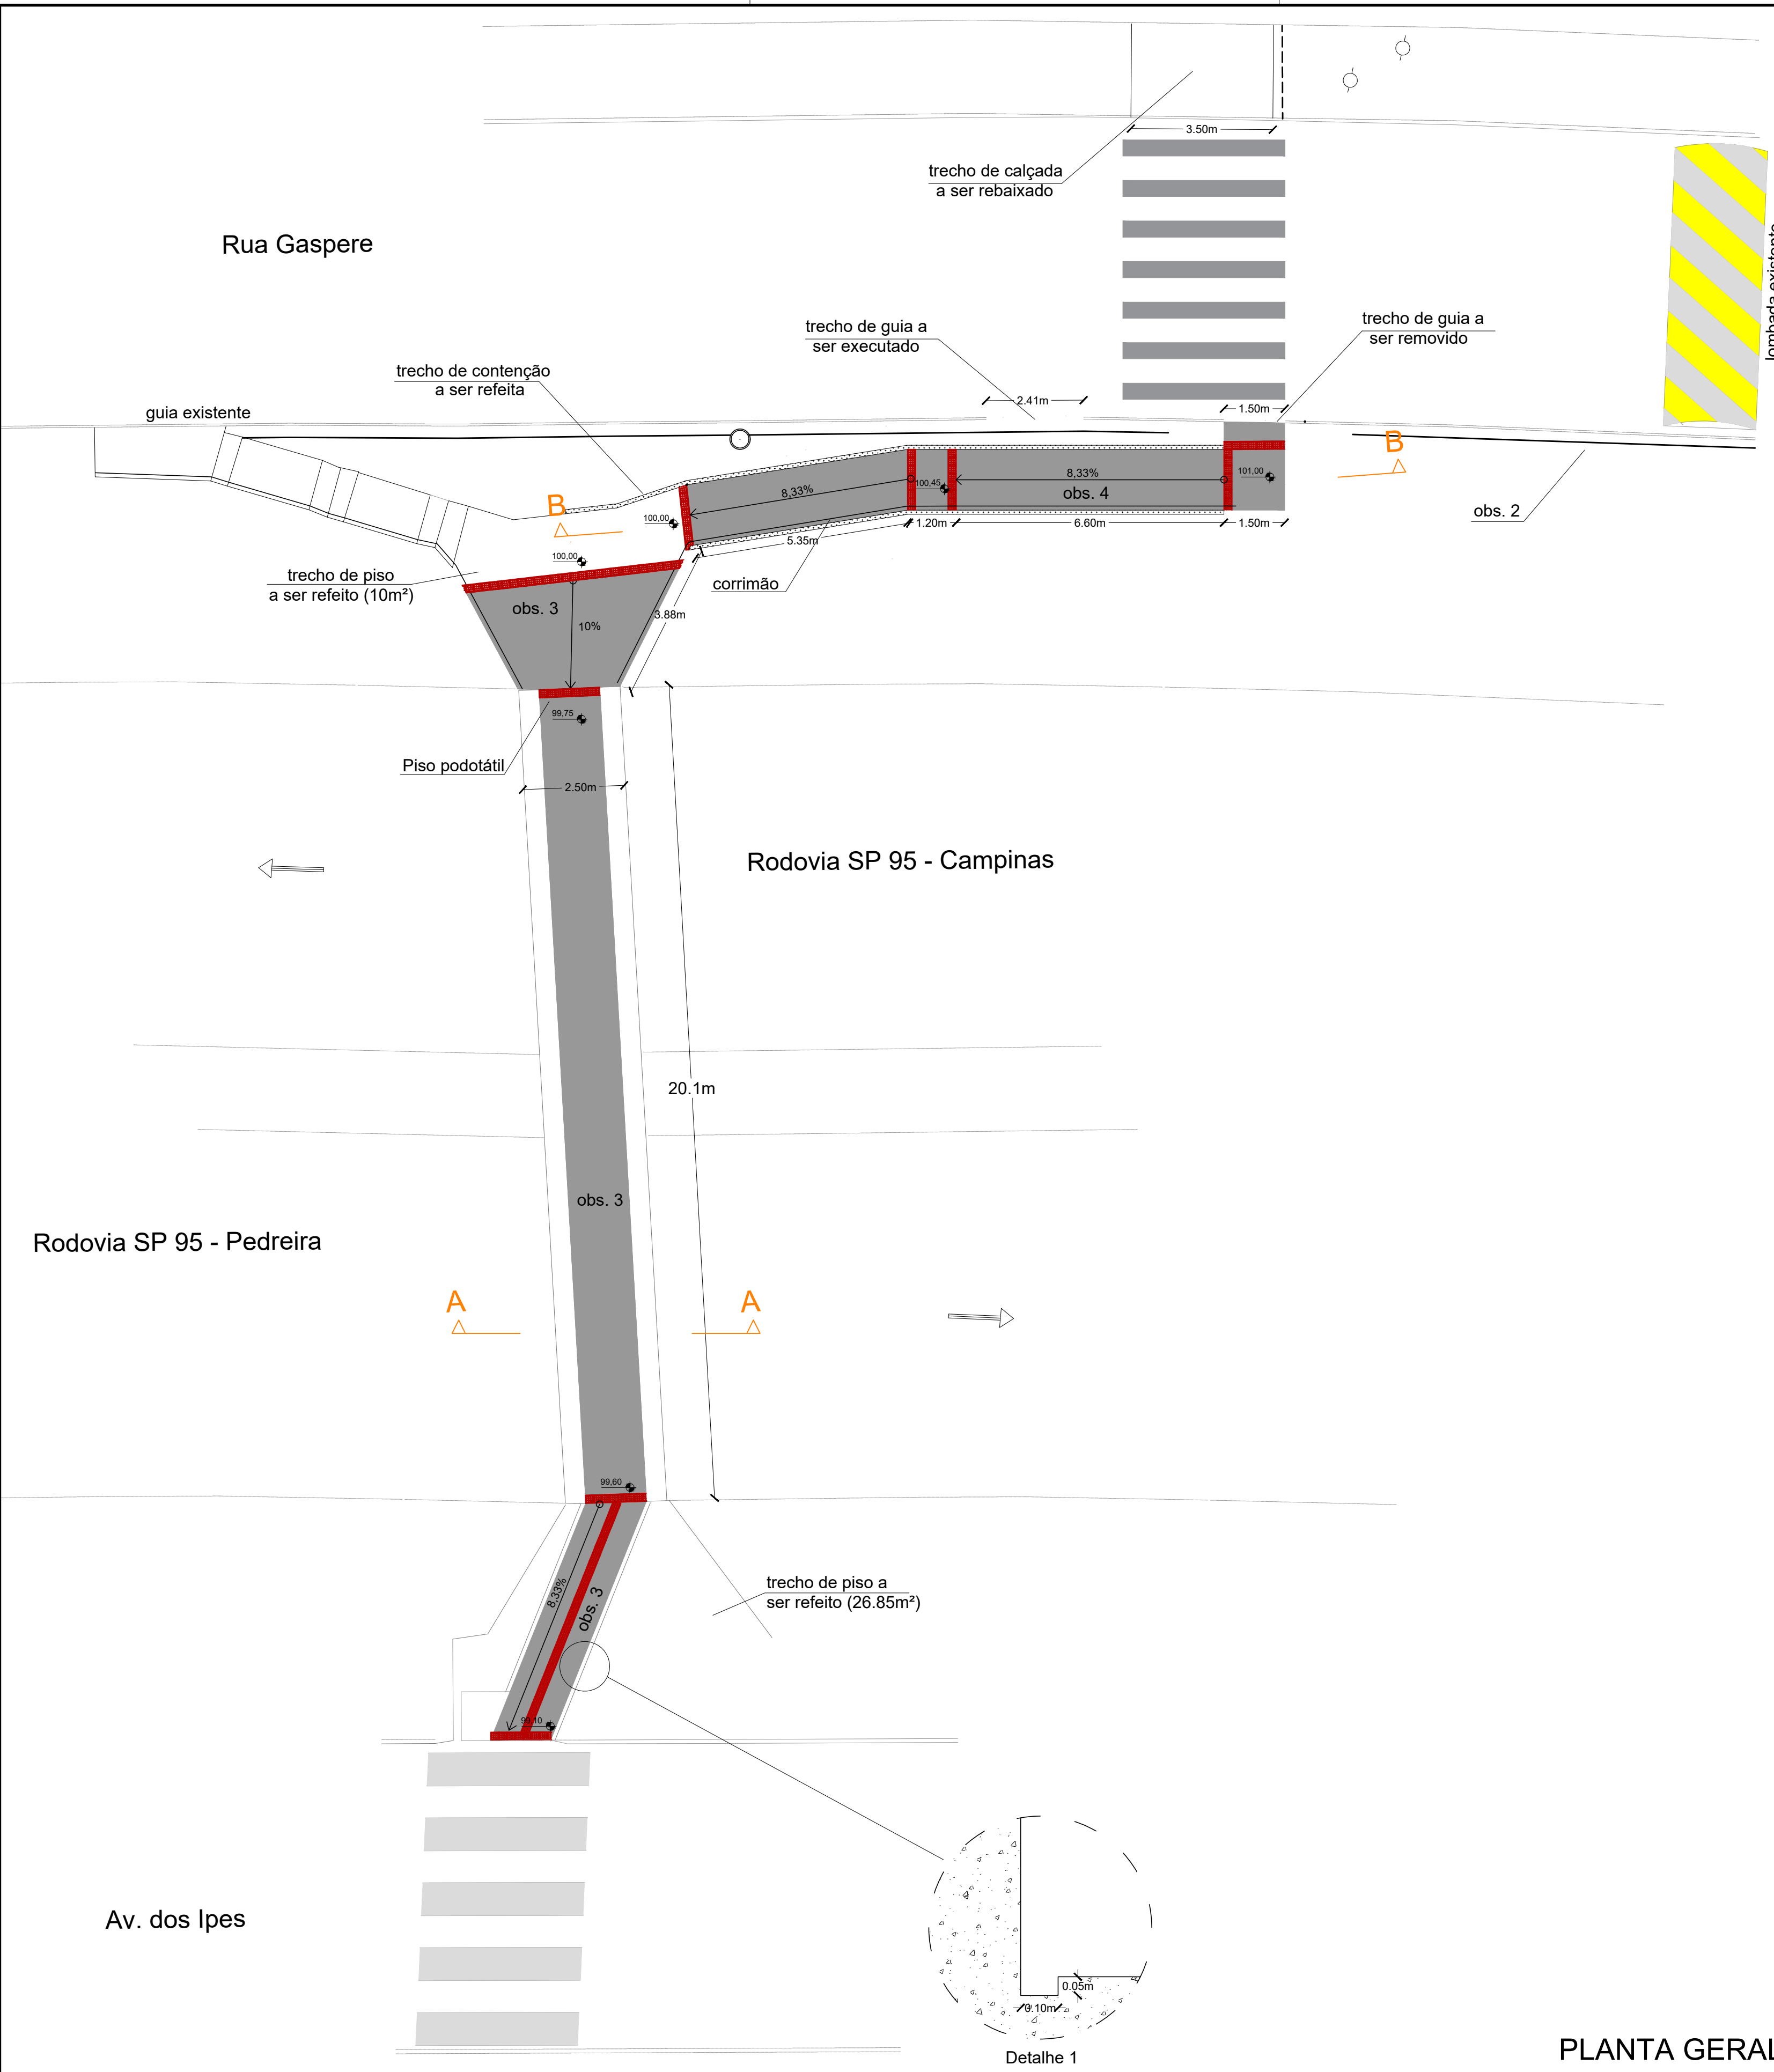 3.50m
trecho de calçada
a ser rebaixado
Rua Gaspere
lombada existente
trecho de guia a
ser executado
trecho de guia a
ser removido
trecho de contenção
a ser refeita
guia existente
2.41m
1.50m
B
B
8,33%
101,00
8,33%
100,45
obs. 4
obs. 2
100,00
1.20m
6.60m
1.50m
5.35m
100,00
trecho de piso
a ser refeito (10m²)
corrimão
obs. 3
10%
3.88m
99,75
Piso podotátil
2.50m
Rodovia SP 95 - Campinas
20.1m
obs. 3
Rodovia SP 95 - Pedreira
A
A
99,60
trecho de piso a
ser refeito (26.85m²)
8,33%
obs. 3
99,10
Av. dos Ipes
0.05m
0.10m
Detalhe 1
PLANTA GERAL